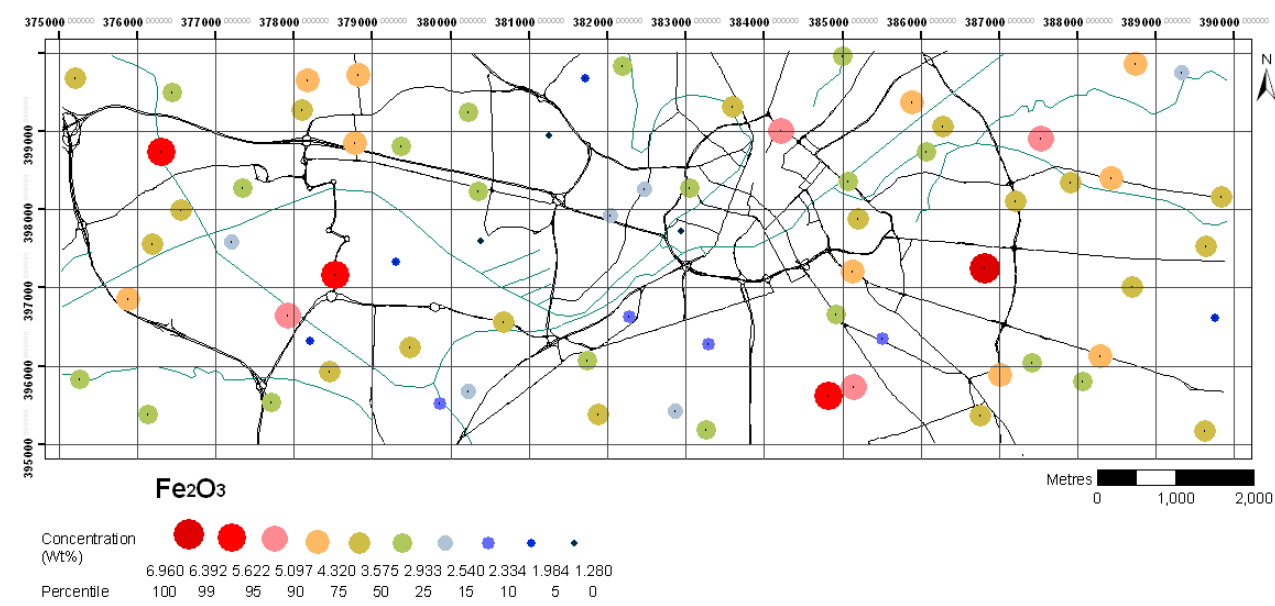 375000 376000 377000 378000 379000 380000 381000 382000 383000 384000 385000 386000 387000 388000 389000 390000
N
399000
398000
397000
396000
395000
Metres
0 1,000 2,000
Fe2O3
Concentration
(Wt%)
6.960 6.392 5.622 5.097 4.320 3.575 2.933 2.540 2.334 1.984 1.280
Percentile 100 99 95 90 75 50 25 15 10 5 0